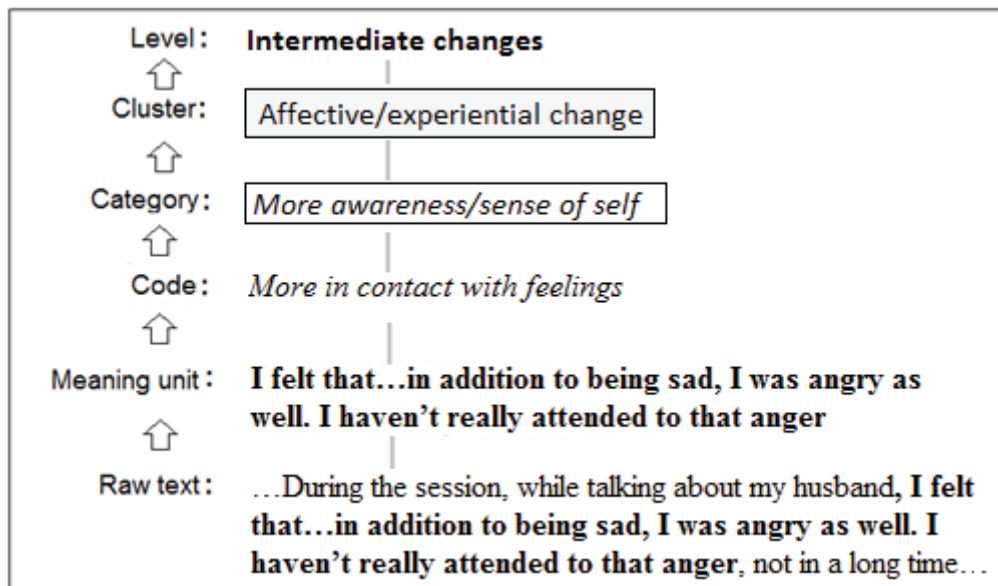 Level: Intermediate changes
Cluster: Affective/experiential change
Category: More awareness/sense of self
Code: More in contact with feelings
Meaning unit: I felt that…in addition to being sad, I was angry as
well. I haven’t really attended to that anger
Raw text: …During the session, while talking about my husband, I felt
that…in addition to being sad, I was angry as well. I
haven’t really attended to that anger, not in a long time…